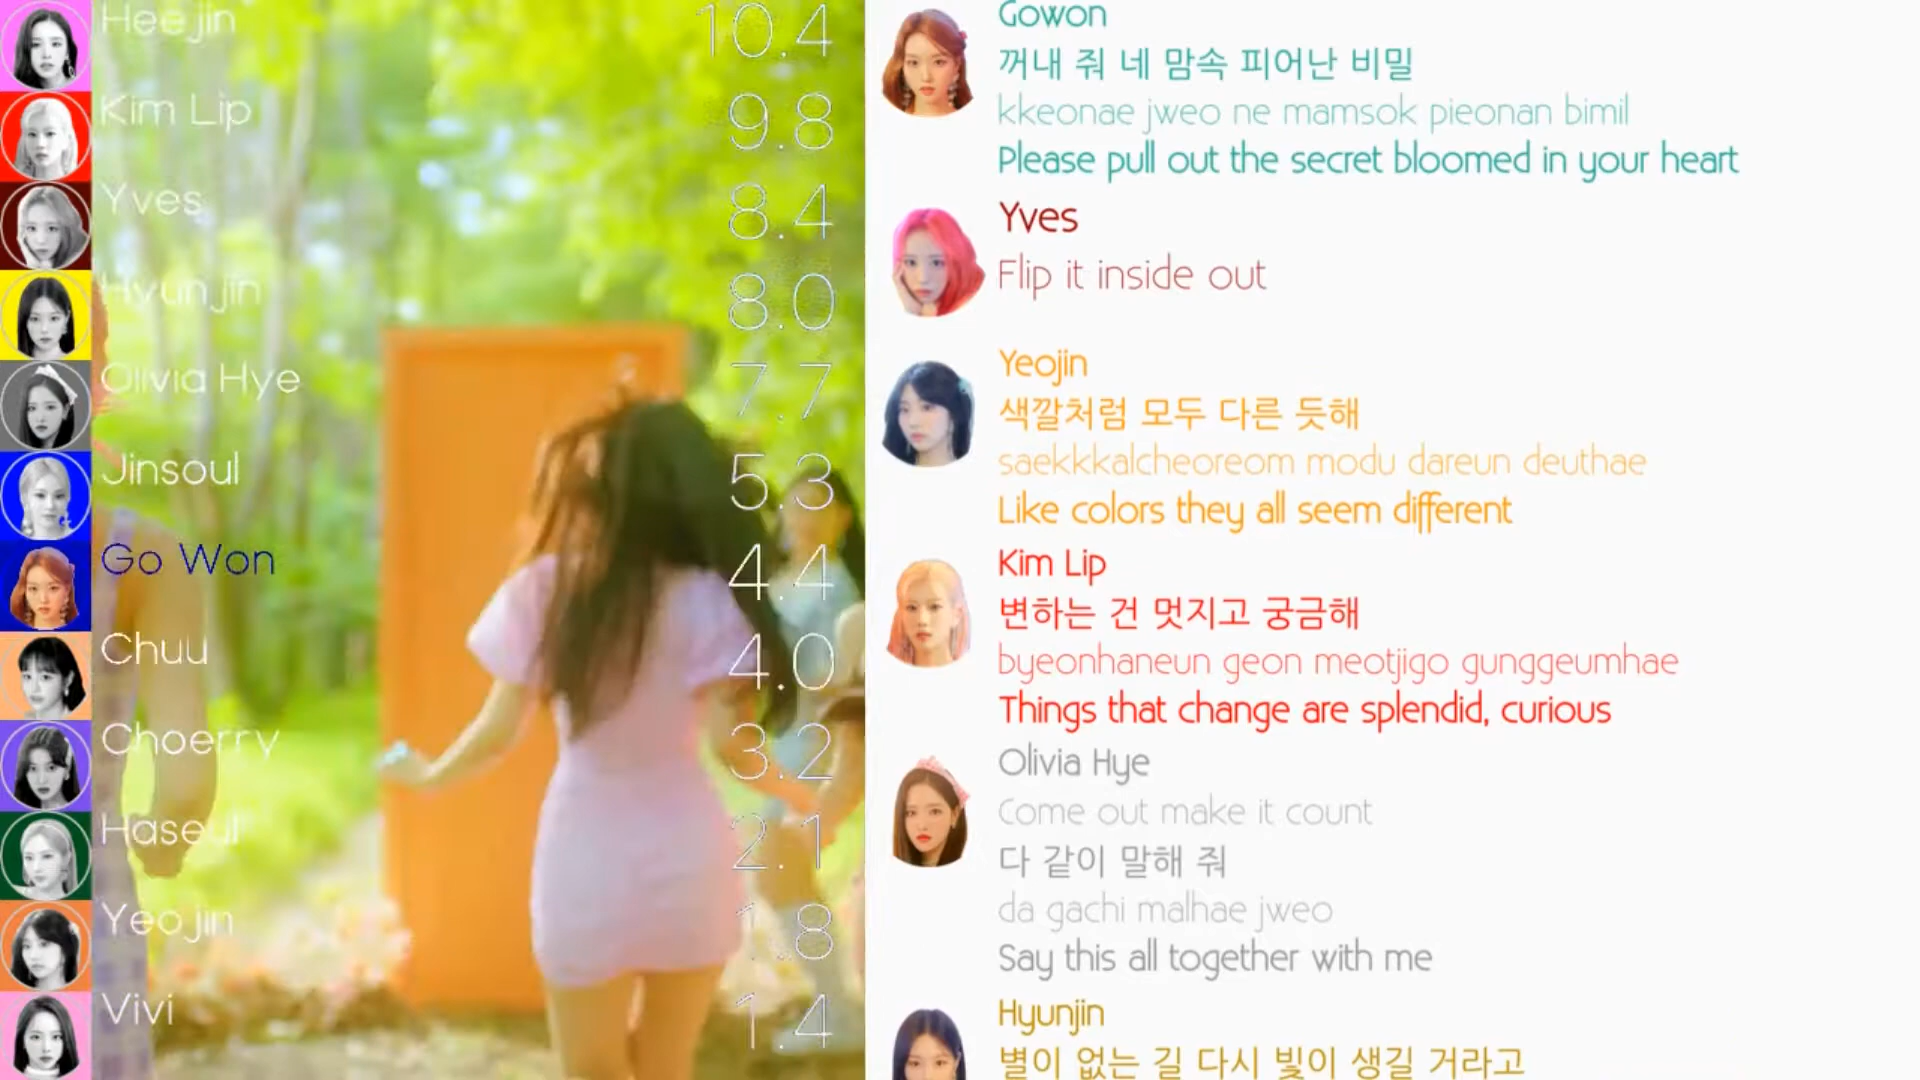 Heejin 10.4
Kim Lip 9.8
Yves 8.4
Hyunjin 8.0
Olivia Hye 7.7
Jinsoul 5.3
Go Won 4.4
Chuu 4.0
Choerry 3.2
Haseul 2.1
Yeojin 1.8
Vivi 1.4
Gowon
꺼내 줘 네 맘속 피어난 비밀
kkeonae jweo ne mamsok pieonan bimil
Please pull out the secret bloomed in your heart
Yves
Flip it inside out
Yeojin
색깔처럼 모두 다른 듯해
saekkkalcheoreom modu dareun deuthae
Like colors they all seem different
Kim Lip
변하는 건 멋지고 궁금해
byeonhaneun geon meotjigo gunggeumhae
Things that change are splendid, curious
Olivia Hye
Come out make it count
다 같이 말해 줘
da gachi malhae jweo
Say this all together with me
Hyunjin
별이 없는 길 다시 빛이 생길 거라고